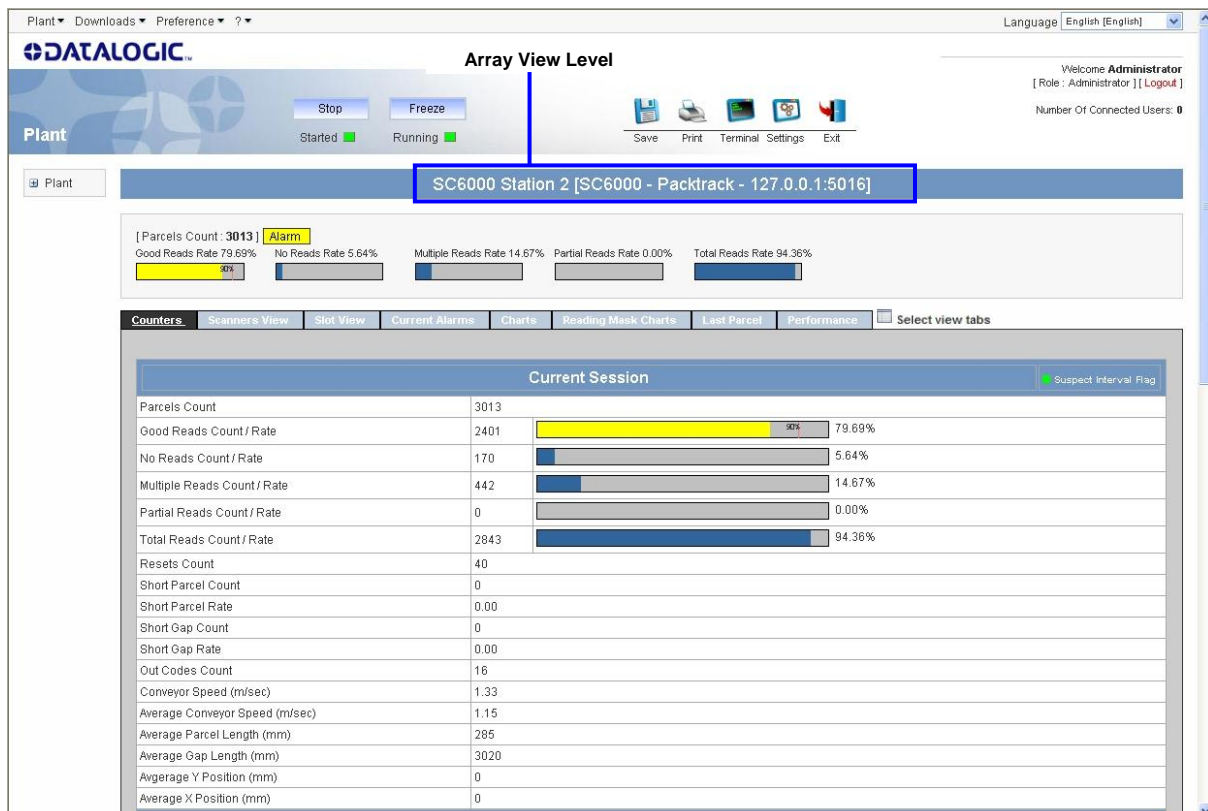 Plant Downloads Preference ? Language English [English]
DATALOGIC™
Array View Level
Welcome Administrator
[ Role : Administrator ] [ Logout ]
Number Of Connected Users: 0
Plant
Stop Freeze
Started Running
Save Print Terminal Settings Exit
Plant
SC6000 Station 2 [SC6000 - Packtrack - 127.0.0.1:5016]
[ Parcels Count : 3013 ] Alarm
Good Reads Rate 79.69% No Reads Rate 5.64% Multiple Reads Rate 14.67% Partial Reads Rate 0.00% Total Reads Rate 94.36%
90%
Counters Scanners View Slot View Current Alarms Charts Reading Mask Charts Last Parcel Performance Select view tabs
Current Session Suspect Interval Flag
Parcels Count 3013
Good Reads Count / Rate 2401 90% 79.69%
No Reads Count / Rate 170 5.64%
Multiple Reads Count / Rate 442 14.67%
Partial Reads Count / Rate 0 0.00%
Total Reads Count / Rate 2843 94.36%
Resets Count 40
Short Parcel Count 0
Short Parcel Rate 0.00
Short Gap Count 0
Short Gap Rate 0.00
Out Codes Count 16
Conveyor Speed (m/sec) 1.33
Average Conveyor Speed (m/sec) 1.15
Average Parcel Length (mm) 285
Average Gap Length (mm) 3020
Avgerage Y Position (mm) 0
Average X Position (mm) 0